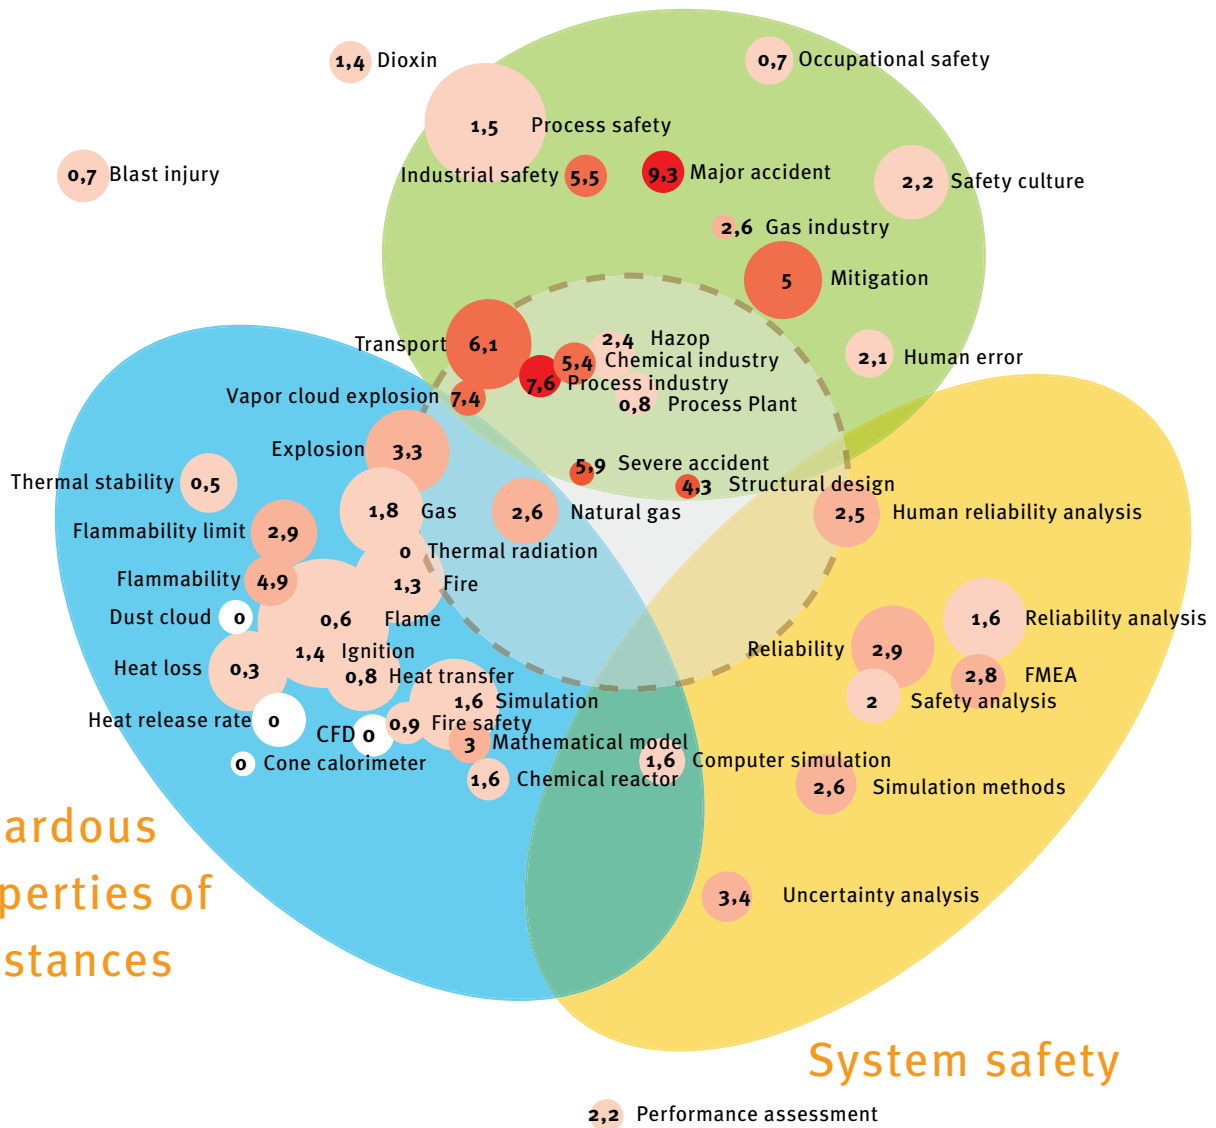 1,4 Dioxin
0,7 Occupational safety
1,5 Process safety
0,7 Blast injury
Industrial safety 5,5
9,3 Major accident
2,2 Safety culture
2,6 Gas industry
5 Mitigation
Transport 6,1
2,4 Hazop
5,4 Chemical industry
2,1 Human error
7,6 Process industry
Vapor cloud explosion 7,4
0,8 Process Plant
Explosion 3,3
5,9 Severe accident
Thermal stability 0,5
4,3 Structural design
1,8 Gas
2,6 Natural gas
2,5 Human reliability analysis
Flammability limit 2,9
0 Thermal radiation
Flammability 4,9
1,3 Fire
Dust cloud 0
0,6 Flame
1,6 Reliability analysis
1,4 Ignition
Reliability 2,9
Heat loss 0,3
0,8 Heat transfer
2,8 FMEA
1,6 Simulation
2 Safety analysis
Heat release rate 0
0,9 Fire safety
CFD 0
3 Mathematical model
0 Cone calorimeter
1,6 Computer simulation
1,6 Chemical reactor
2,6 Simulation methods
ardous
perties of
stances
3,4 Uncertainty analysis
System safety
2,2 Performance assessment